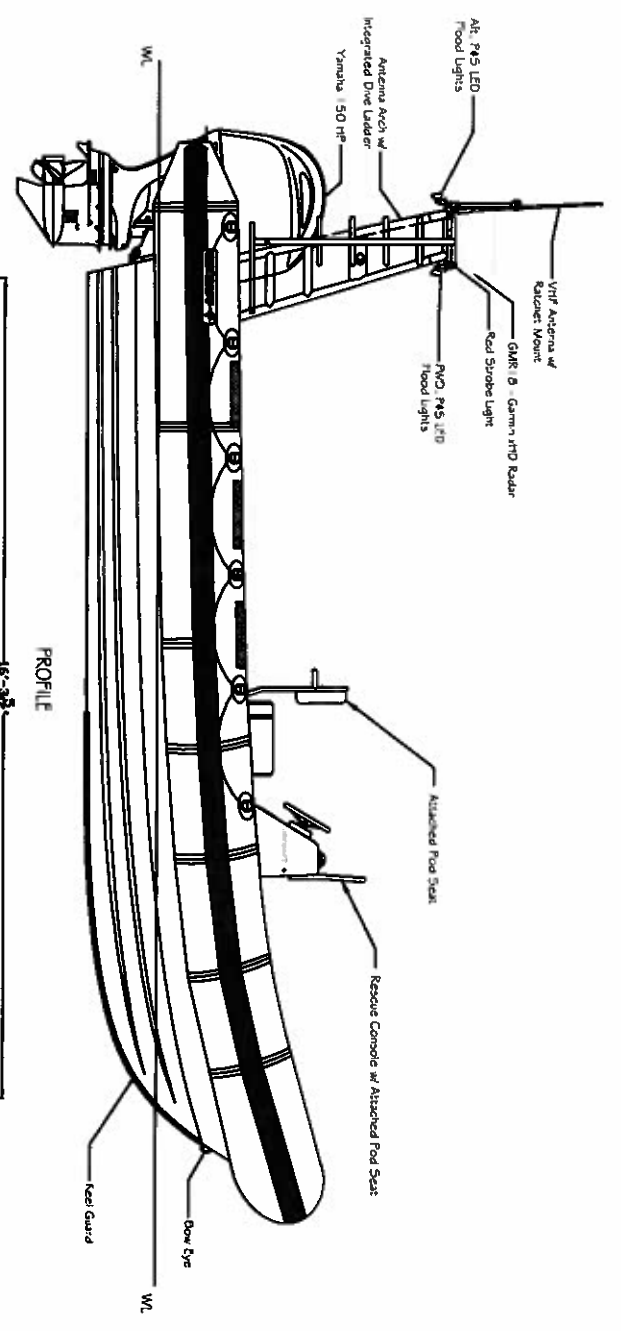 VHF Antenna w/
Ratchet Mount
GMR 18 - Garmin xHD Radar
Red Strobe Light
FWD. P45 LED
Flood Lights
Aft. P45 LED
Flood Lights
Antenna Arch w/
Integrated Dive Ladder
Yamaha 150 HP
Attached Pod Seat
Rescue Console w/ Attached Pod Seat
WL
WL
Bow Eye
Keel Guard
PROFILE